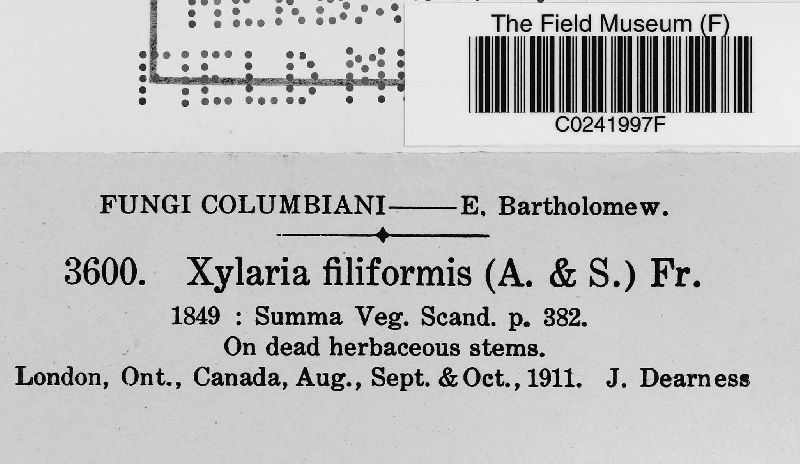 The Field Museum (F)
C0241997F
FUNGI COLUMBIANI——E. Bartholomew.
3600. Xylaria filiformis (A. & S.) Fr.
1849 : Summa Veg. Scand. p. 382.
On dead herbaceous stems.
London, Ont., Canada, Aug., Sept. & Oct., 1911. J. Dearness